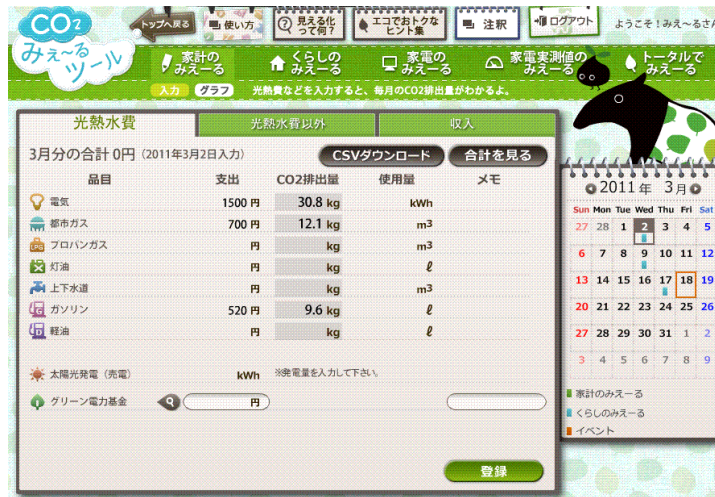 CO2
みえ～る
ツール
トップへ戻る
使い方
見える化
って何?
エコでおトクな
ヒント集
注釈
ログアウト
ようこそ!みえ～るさん
家計の
みえーる
くらしの
みえーる
家電の
みえーる
家電実測値の
みえーる
トータルで
みえーる
入力 グラフ 光熱費などを入力すると、毎月のCO2排出量がわかるよ。
光熱水費 光熱水費以外 収入
3月分の合計 0円 (2011年3月2日入力) CSVダウンロード 合計を見る
品目 支出 CO2排出量 使用量 メモ
電気 1500 円 30.8 kg kWh
都市ガス 700 円 12.1 kg m3
プロパンガス 円 kg m3
灯油 円 kg ℓ
上下水道 円 kg m3
ガソリン 520 円 9.6 kg ℓ
軽油 円 kg ℓ
太陽光発電（売電） kWh ※発電量を入力して下さい。
グリーン電力基金 円
登録
2011 年 3 月
Sun Mon Tue Wed Thu Fri Sat
27 28 1 2 3 4 5
6 7 8 9 10 11 12
13 14 15 16 17 18 19
20 21 22 23 24 25 26
27 28 29 30 31 1 2
3 4 5 6 7 8 9
家計のみえーる
くらしのみえーる
イベント